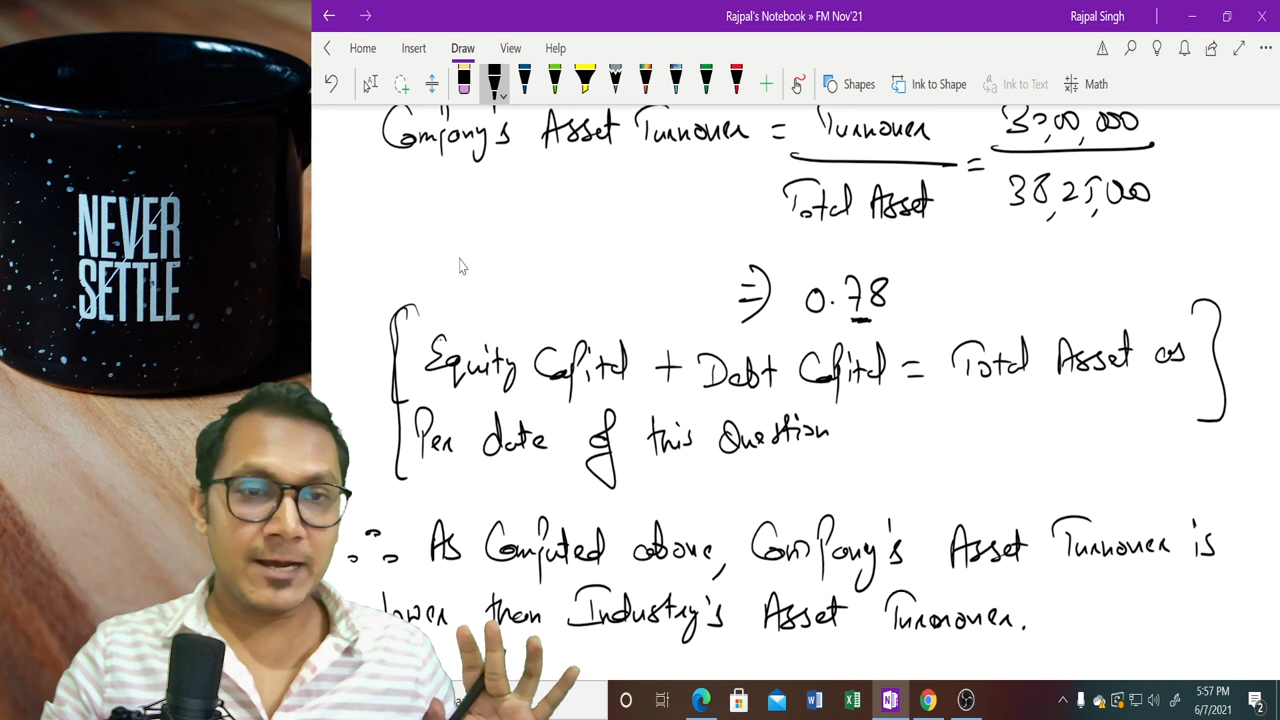 Rajpal's Notebook » FM Nov'21
Rajpal Singh
Home Insert Draw View Help
Shapes Ink to Shape Ink to Text Math
Company's Asset Turnover = Turnover / Total Asset = 30,00,000 / 38,25,000
⇒ 0.78
[Equity Capital + Debt Capital = Total Asset as
Per data of this Question]
∴ As Computed above, Company's Asset Turnover is
lower than Industry's Asset Turnover.
NEVER
SETTLE
5:57 PM
6/7/2021